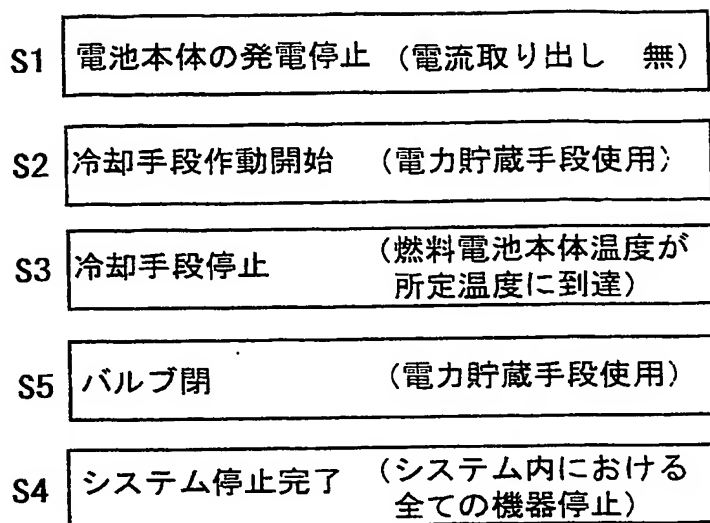 S1 電池本体の発電停止 (電流取り出し 無)
S2 冷却手段作動開始 (電力貯蔵手段使用)
S3 冷却手段停止 (燃料電池本体温度が
所定温度に到達)
S5 バルブ閉 (電力貯蔵手段使用)
S4 システム停止完了 (システム内における
全ての機器停止)